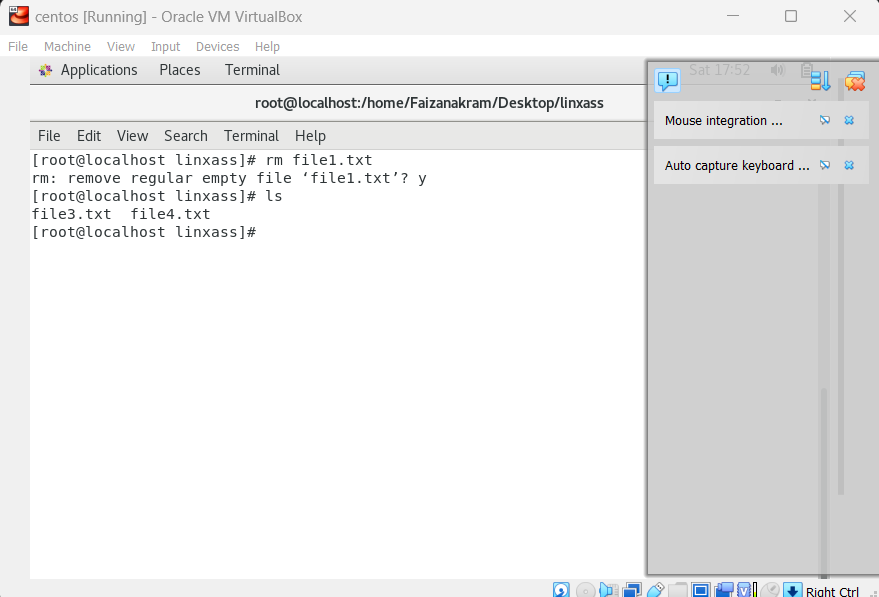 centos [Running] - Oracle VM VirtualBox
File Machine View Input Devices Help
Applications Places Terminal
Sat 17:52
root@localhost:/home/Faizanakram/Desktop/linxass
File Edit View Search Terminal Help
[root@localhost linxass]# rm file1.txt
rm: remove regular empty file ‘file1.txt’? y
[root@localhost linxass]# ls
file3.txt  file4.txt
[root@localhost linxass]#
Mouse integration ...
Auto capture keyboard ...
Right Ctrl